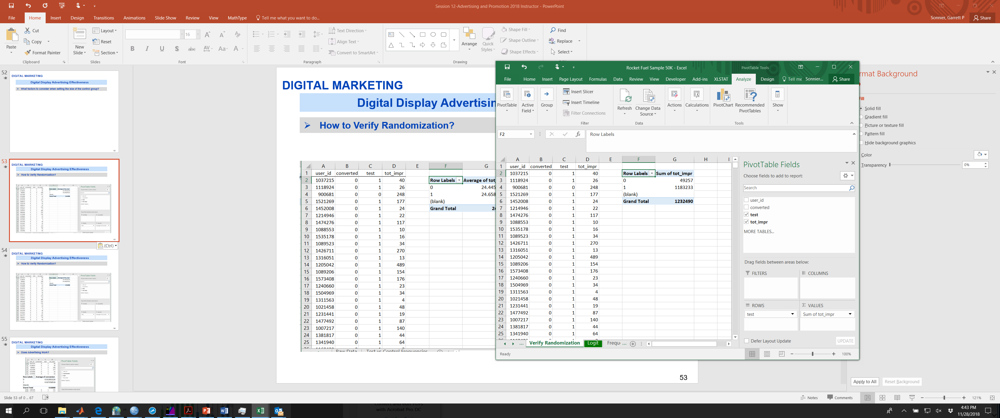 Session 12-Advertising and Promotion 2018 Instructor - PowerPoint
File Home Insert Design Transitions Animations Slide Show Review View MathType Tell me what you want to do... Sonnier, Garrett P Share
Paste Cut Copy Format Painter Clipboard
New Slide Layout Reset Section Slides
16 Font
Text Direction Align Text Convert to SmartArt Paragraph
Arrange Quick Styles Shape Fill Shape Outline Shape Effects Drawing
Find Replace Select
52
DIGITAL MARKETING
Digital Display Advertising Effectiveness
What factors to consider when setting the size of the control group?
53
DIGITAL MARKETING
Digital Display Advertising Effectiveness
How to Verify Randomization?
(Ctrl)
54
DIGITAL MARKETING
Digital Display Advertising Effectiveness
How to Verify Randomization?
55
DIGITAL MARKETING
Digital Display Advertising Effectiveness
Does Advertising Work?
DIGITAL MARKETING
Digital Display Advertisin
How to Verify Randomization?
A B C D E F G
1 user_id converted test tot_impr
2 1037215 0 1 40 Row Labels Average of tot_
3 1118924 0 1 26 0 24.445
4 900681 0 0 248 1 24.658
5 1521269 0 1 177 (blank)
6 1452008 0 1 24 Grand Total 24
7 1214946 0 1 22
8 1474276 0 1 117
9 1088553 0 1 10
10 1535178 0 1 16
11 1089523 0 1 34
12 1426711 0 1 270
13 1316051 0 1 13
14 1205042 0 1 489
15 1089206 0 1 154
16 1573408 0 1 176
17 1240660 0 1 23
18 1504969 0 1 34
19 1311563 0 1 4
20 1021458 0 1 48
21 1231441 0 1 19
22 1477492 0 1 87
23 1007217 0 1 140
24 1381817 0 1 44
25 1341940 0 1 64
Raw Data Test vs Control Frequencies
53
Rocket Fuel Sample 50K - Excel PivotTable Tools
File Home Insert Page Layout Formulas Data Review View Developer Add-ins XLSTAT Analyze Design Tell me Sonnier... Share
PivotTable Active Field Group
Insert Slicer Insert Timeline Filter Connections Filter
Refresh Change Data Source Data
Actions Calculations
PivotChart Recommended PivotTables Tools
Show
F2 fx Row Labels
A B C D E F G H I
1 user_id converted test tot_impr
2 1037215 0 1 40 Row Labels Sum of tot_impr
3 1118924 0 1 26 0 49257
4 900681 0 0 248 1 1183233
5 1521269 0 1 177 (blank)
6 1452008 0 1 24 Grand Total 1232490
7 1214946 0 1 22
8 1474276 0 1 117
9 1088553 0 1 10
10 1535178 0 1 16
11 1089523 0 1 34
12 1426711 0 1 270
13 1316051 0 1 13
14 1205042 0 1 489
15 1089206 0 1 154
16 1573408 0 1 176
17 1240660 0 1 23
18 1504969 0 1 34
19 1311563 0 1 4
20 1021458 0 1 48
21 1231441 0 1 19
22 1477492 0 1 87
23 1007217 0 1 140
24 1381817 0 1 44
25 1341940 0 1 64
... Verify Randomization Logit Frequ ...
Ready 100%
PivotTable Fields
Choose fields to add to report:
Search
user_id
converted
test
tot_impr
MORE TABLES...
Drag fields between areas below:
FILTERS COLUMNS
ROWS VALUES
test Sum of tot_impr
Defer Layout Update UPDATE
rmat Background
Fill
Solid fill
Gradient fill
Picture or texture fill
Pattern fill
Hide background graphics
Color
Transparency 0%
Apply to All Reset Background
Slide 53 of 0 .. 67 Notes Comments 121%
with Acrobat Pro DC
4:43 PM
11/28/2018